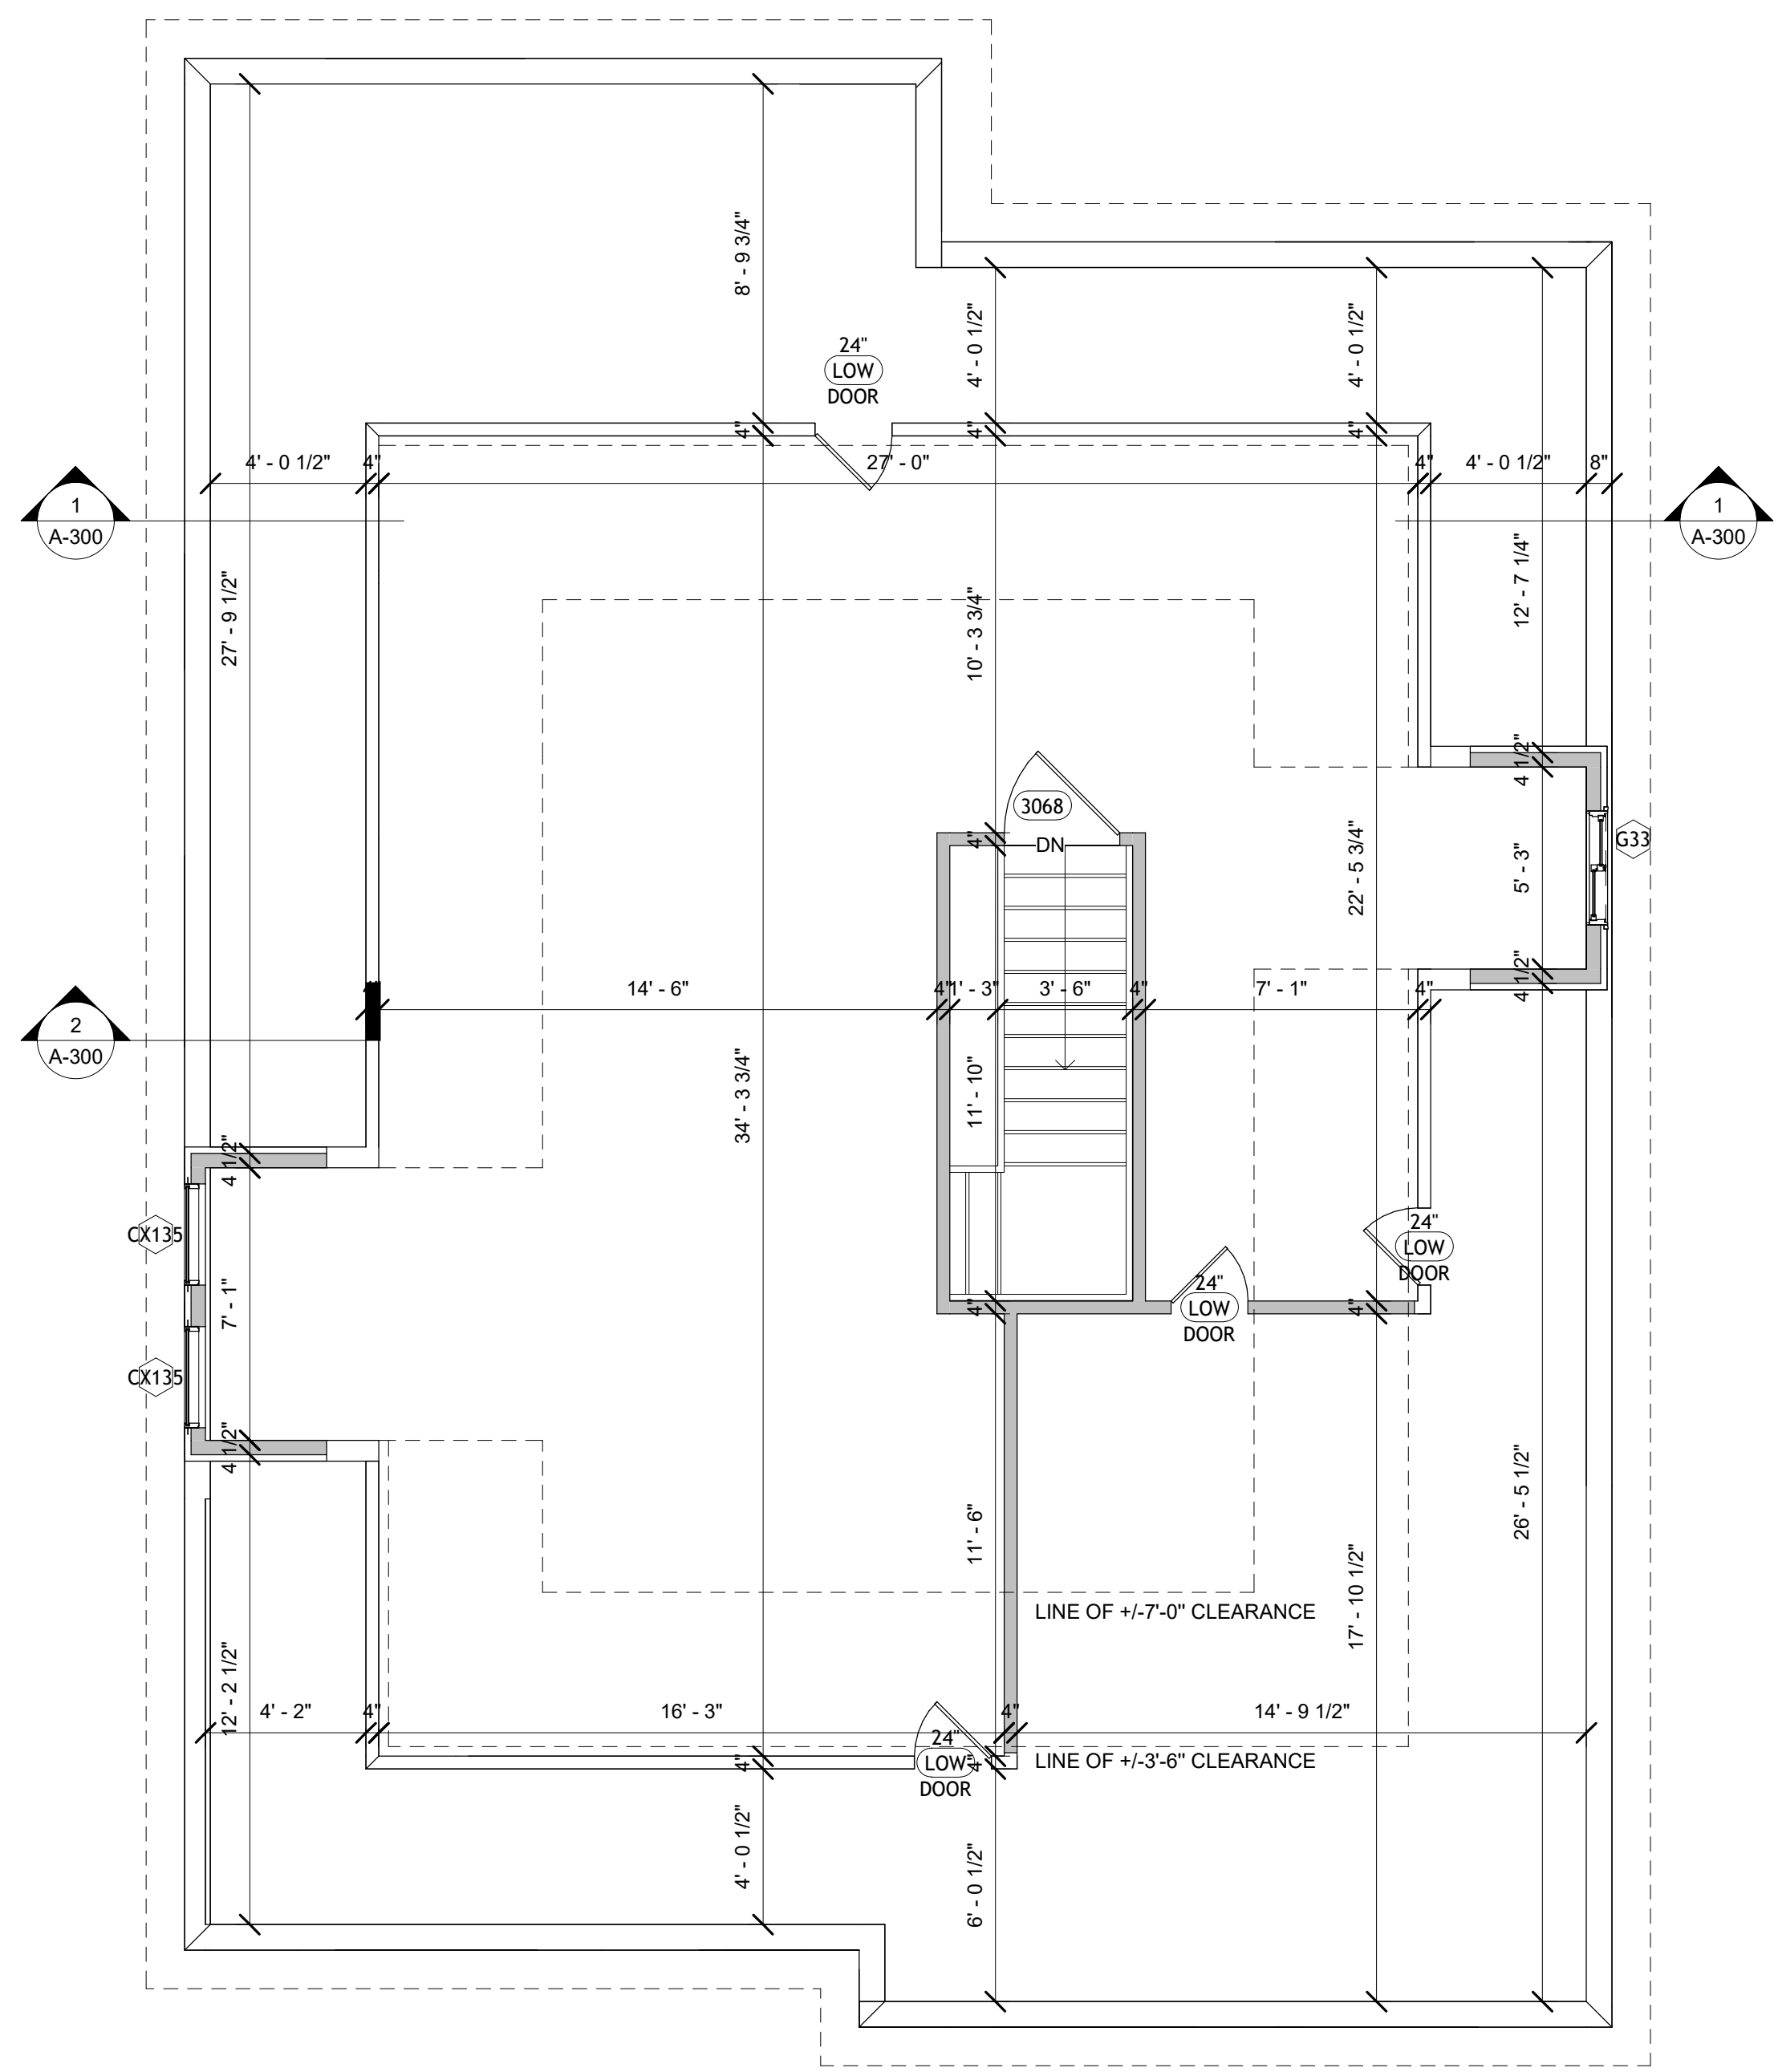 8' - 9 3/4"
4' - 0 1/2"
4' - 0 1/2"
24"
LOW
DOOR
4"
4"
4"
4' - 0 1/2"
4"
27' - 0"
4"
4' - 0 1/2"
8"
1
A-300
1
A-300
27' - 9 1/2"
10' - 3 3/4"
12' - 7 1/4"
4 1/2"
3068
4"
DN
G33
22' - 5 3/4"
5' - 3"
4 1/2"
14' - 6"
4"
1' - 3"
3' - 6"
4"
7' - 1"
4"
2
A-300
34' - 3 3/4"
11' - 10"
4 1/2"
CX135
7' - 1"
CX135
4 1/2"
24"
LOW
DOOR
24"
LOW
DOOR
4"
4"
11' - 6"
26' - 5 1/2"
17' - 10 1/2"
LINE OF +/-7'-0" CLEARANCE
12' - 2 1/2"
4' - 2"
4"
16' - 3"
4"
14' - 9 1/2"
24"
LOW
DOOR
4"
4"
LINE OF +/-3'-6" CLEARANCE
4' - 0 1/2"
6' - 0 1/2"